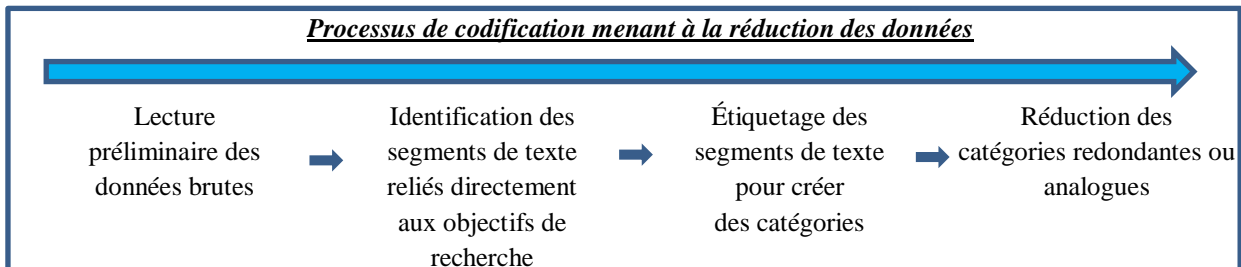 Processus de codification menant à la réduction des données
Lecture
préliminaire des
données brutes
Identification des
segments de texte
reliés directement
aux objectifs de
recherche
Étiquetage des
segments de texte
pour créer
des catégories
Réduction des
catégories redondantes ou
analogues